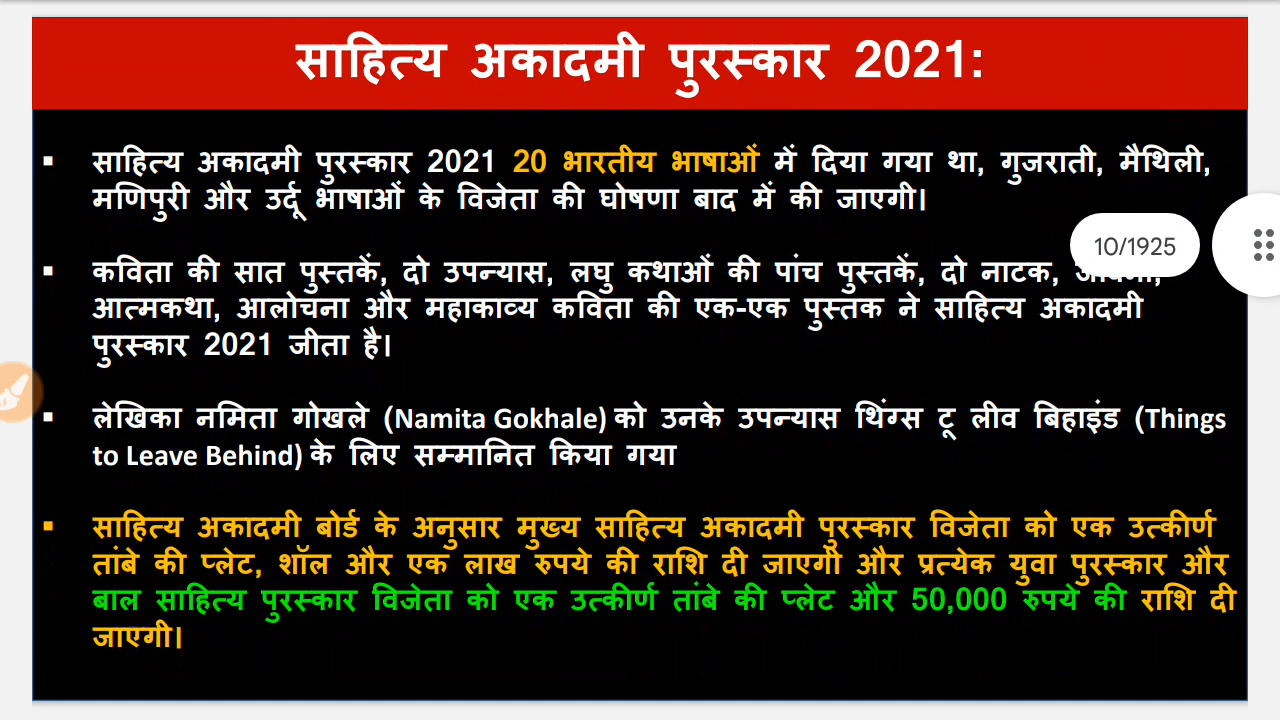 साहित्य अकादमी पुरस्कार 2021:
साहित्य अकादमी पुरस्कार 2021 20 भारतीय भाषाओं में दिया गया था, गुजराती, मैथिली,
मणिपुरी और उर्दू भाषाओं के विजेता की घोषणा बाद में की जाएगी।
10/1925
कविता की सात पुस्तकें, दो उपन्यास, लघु कथाओं की पांच पुस्तकें, दो नाटक,
आत्मकथा, आलोचना और महाकाव्य कविता की एक-एक पुस्तक ने साहित्य अकादमी
पुरस्कार 2021 जीता है।
लेखिका नमिता गोखले (Namita Gokhale) को उनके उपन्यास थिंग्स टू लीव बिहाइंड (Things
to Leave Behind) के लिए सम्मानित किया गया
साहित्य अकादमी बोर्ड के अनुसार मुख्य साहित्य अकादमी पुरस्कार विजेता को एक उत्कीर्ण
तांबे की प्लेट, शॉल और एक लाख रुपये की राशि दी जाएगी और प्रत्येक युवा पुरस्कार और
बाल साहित्य पुरस्कार विजेता को एक उत्कीर्ण तांबे की प्लेट और 50,000 रुपये की राशि दी
जाएगी।